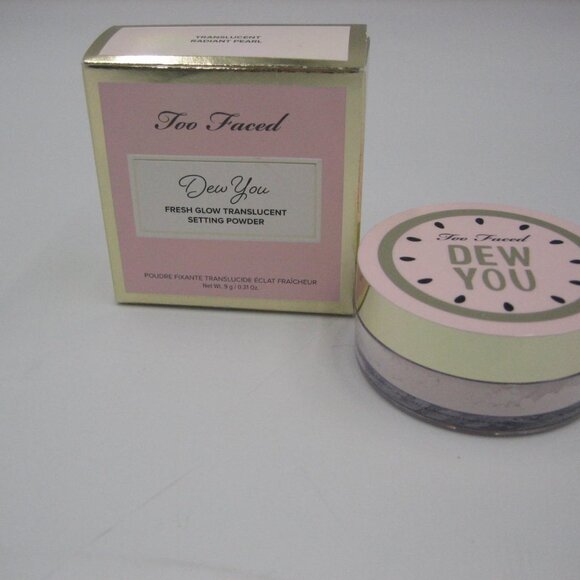 TRANSLUCENT
RADIANT PEARL
Too Faced
Dew You
FRESH GLOW TRANSLUCENT
SETTING POWDER
POUDRE FIXANTE TRANSLUCIDE ÉCLAT FRAÎCHEUR
Net Wt. 9 g / 0.31 Oz.
Too Faced
DEW
YOU